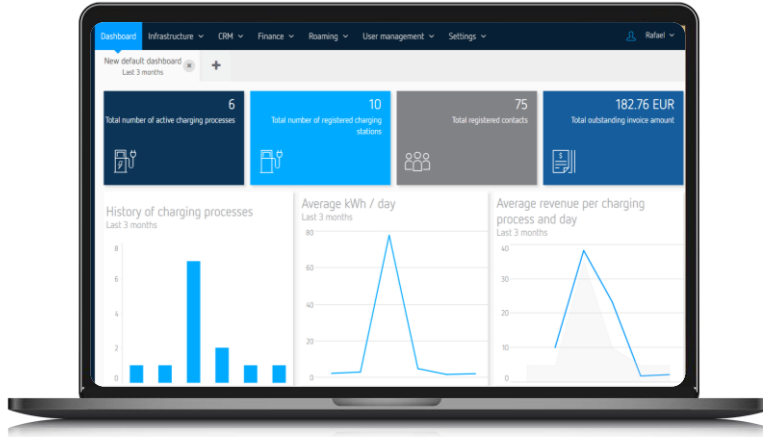 Dashboard Infrastructure CRM Finance Roaming User management Settings Rafael
New default dashboard
Last 3 months
6
Total number of active charging processes
10
Total number of registered charging
stations
75
Total registered contacts
182.76 EUR
Total outstanding invoice amount
$
History of charging processes
Last 3 months
8
6
4
2
0
Average kWh / day
Last 3 months
80
60
40
20
0
Average revenue per charging
process and day
Last 3 months
40
30
20
10
0